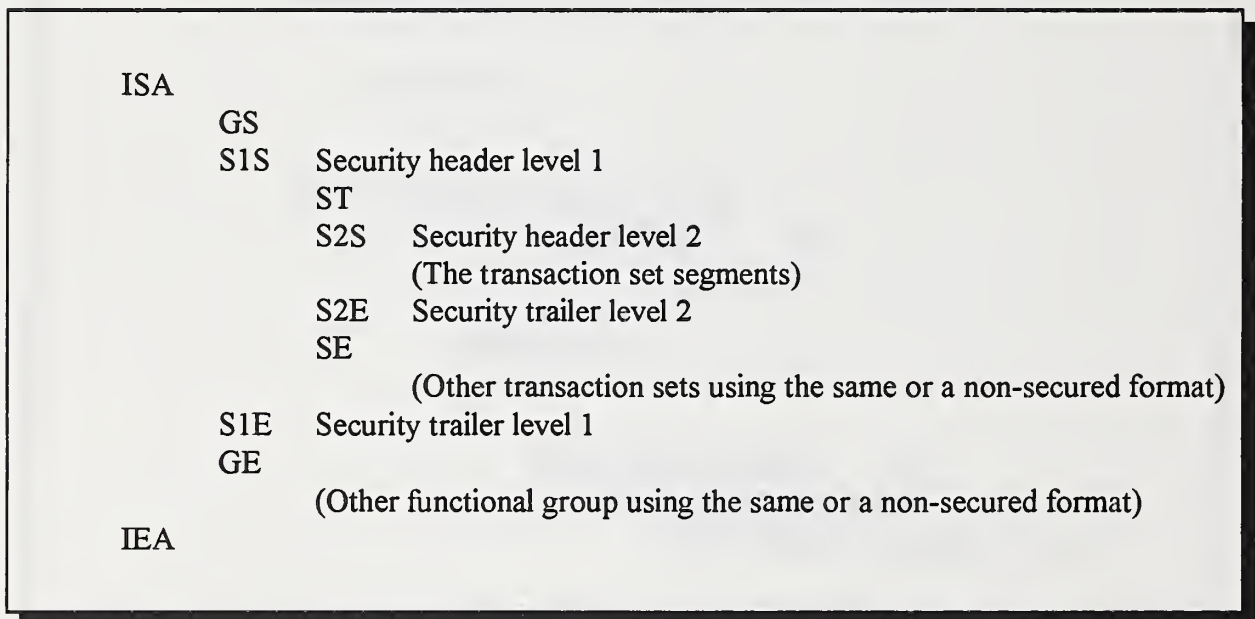 ISA
GS
S1S Security header level 1
ST
S2S Security header level 2
(The transaction set segments)
S2E Security trailer level 2
SE
(Other transaction sets using the same or a non-secured format)
S1E Security trailer level 1
GE
(Other functional group using the same or a non-secured format)
IEA